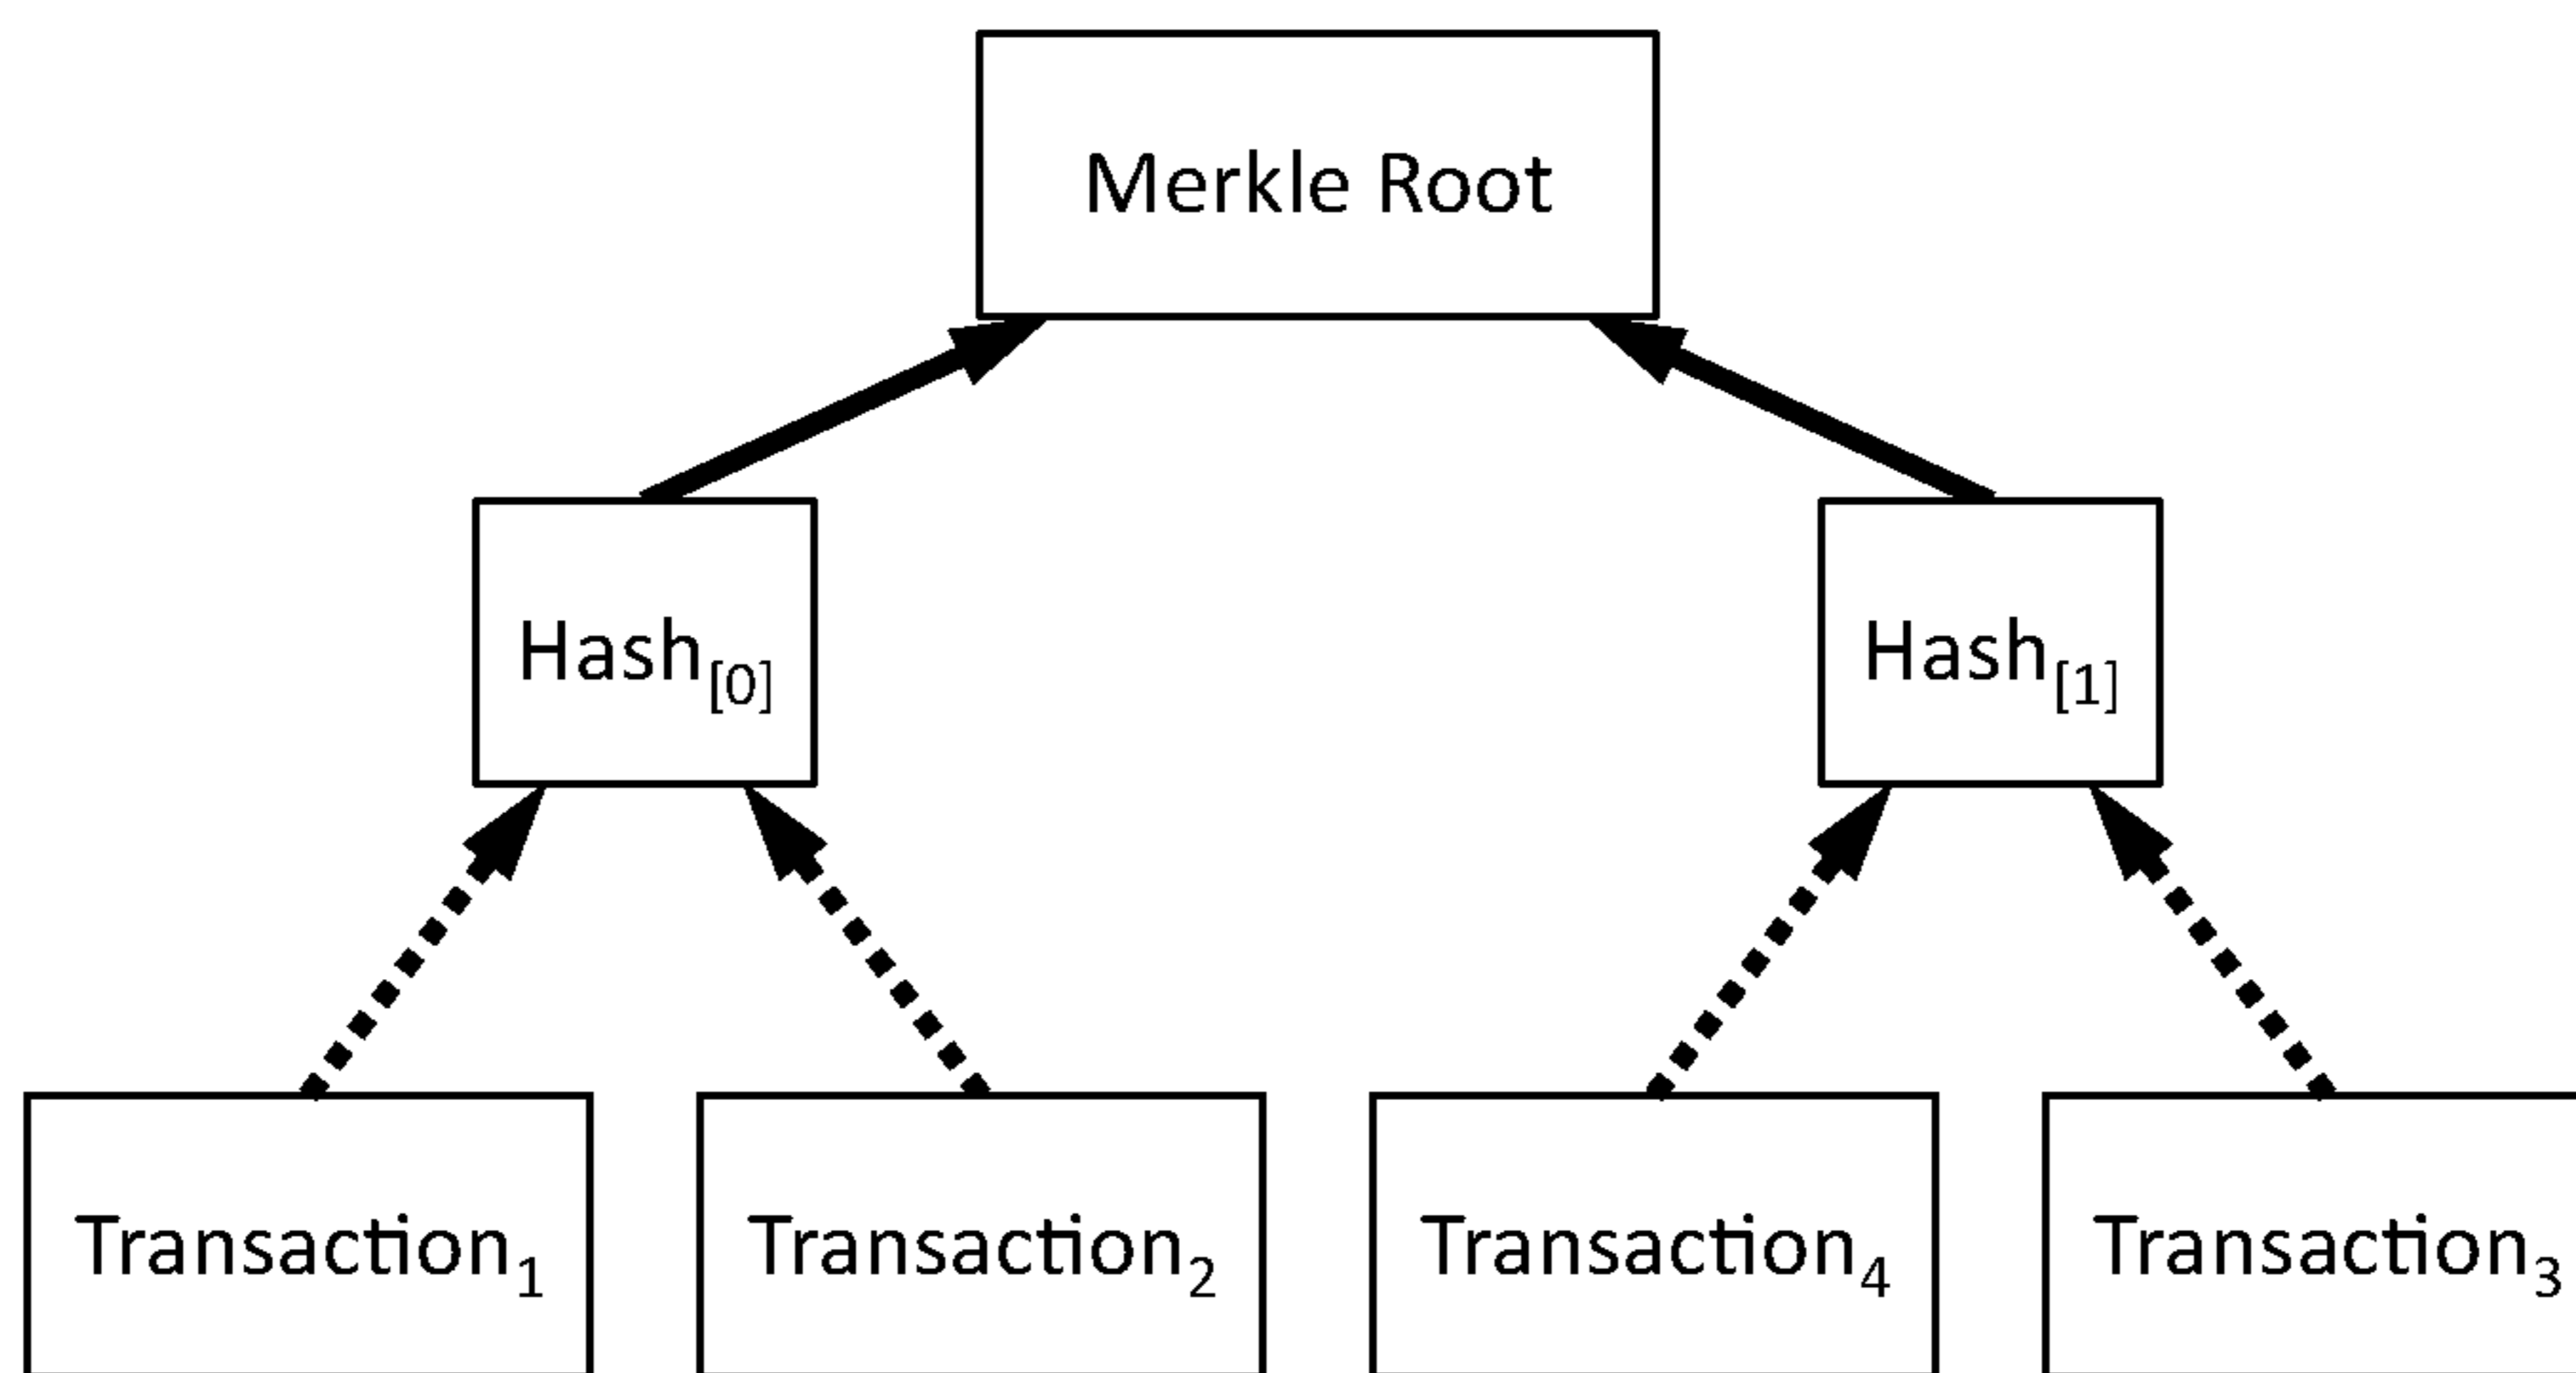 Merkle Root
Hash[0]
Hash[1]
Transaction1
Transaction2
Transaction4
Transaction3